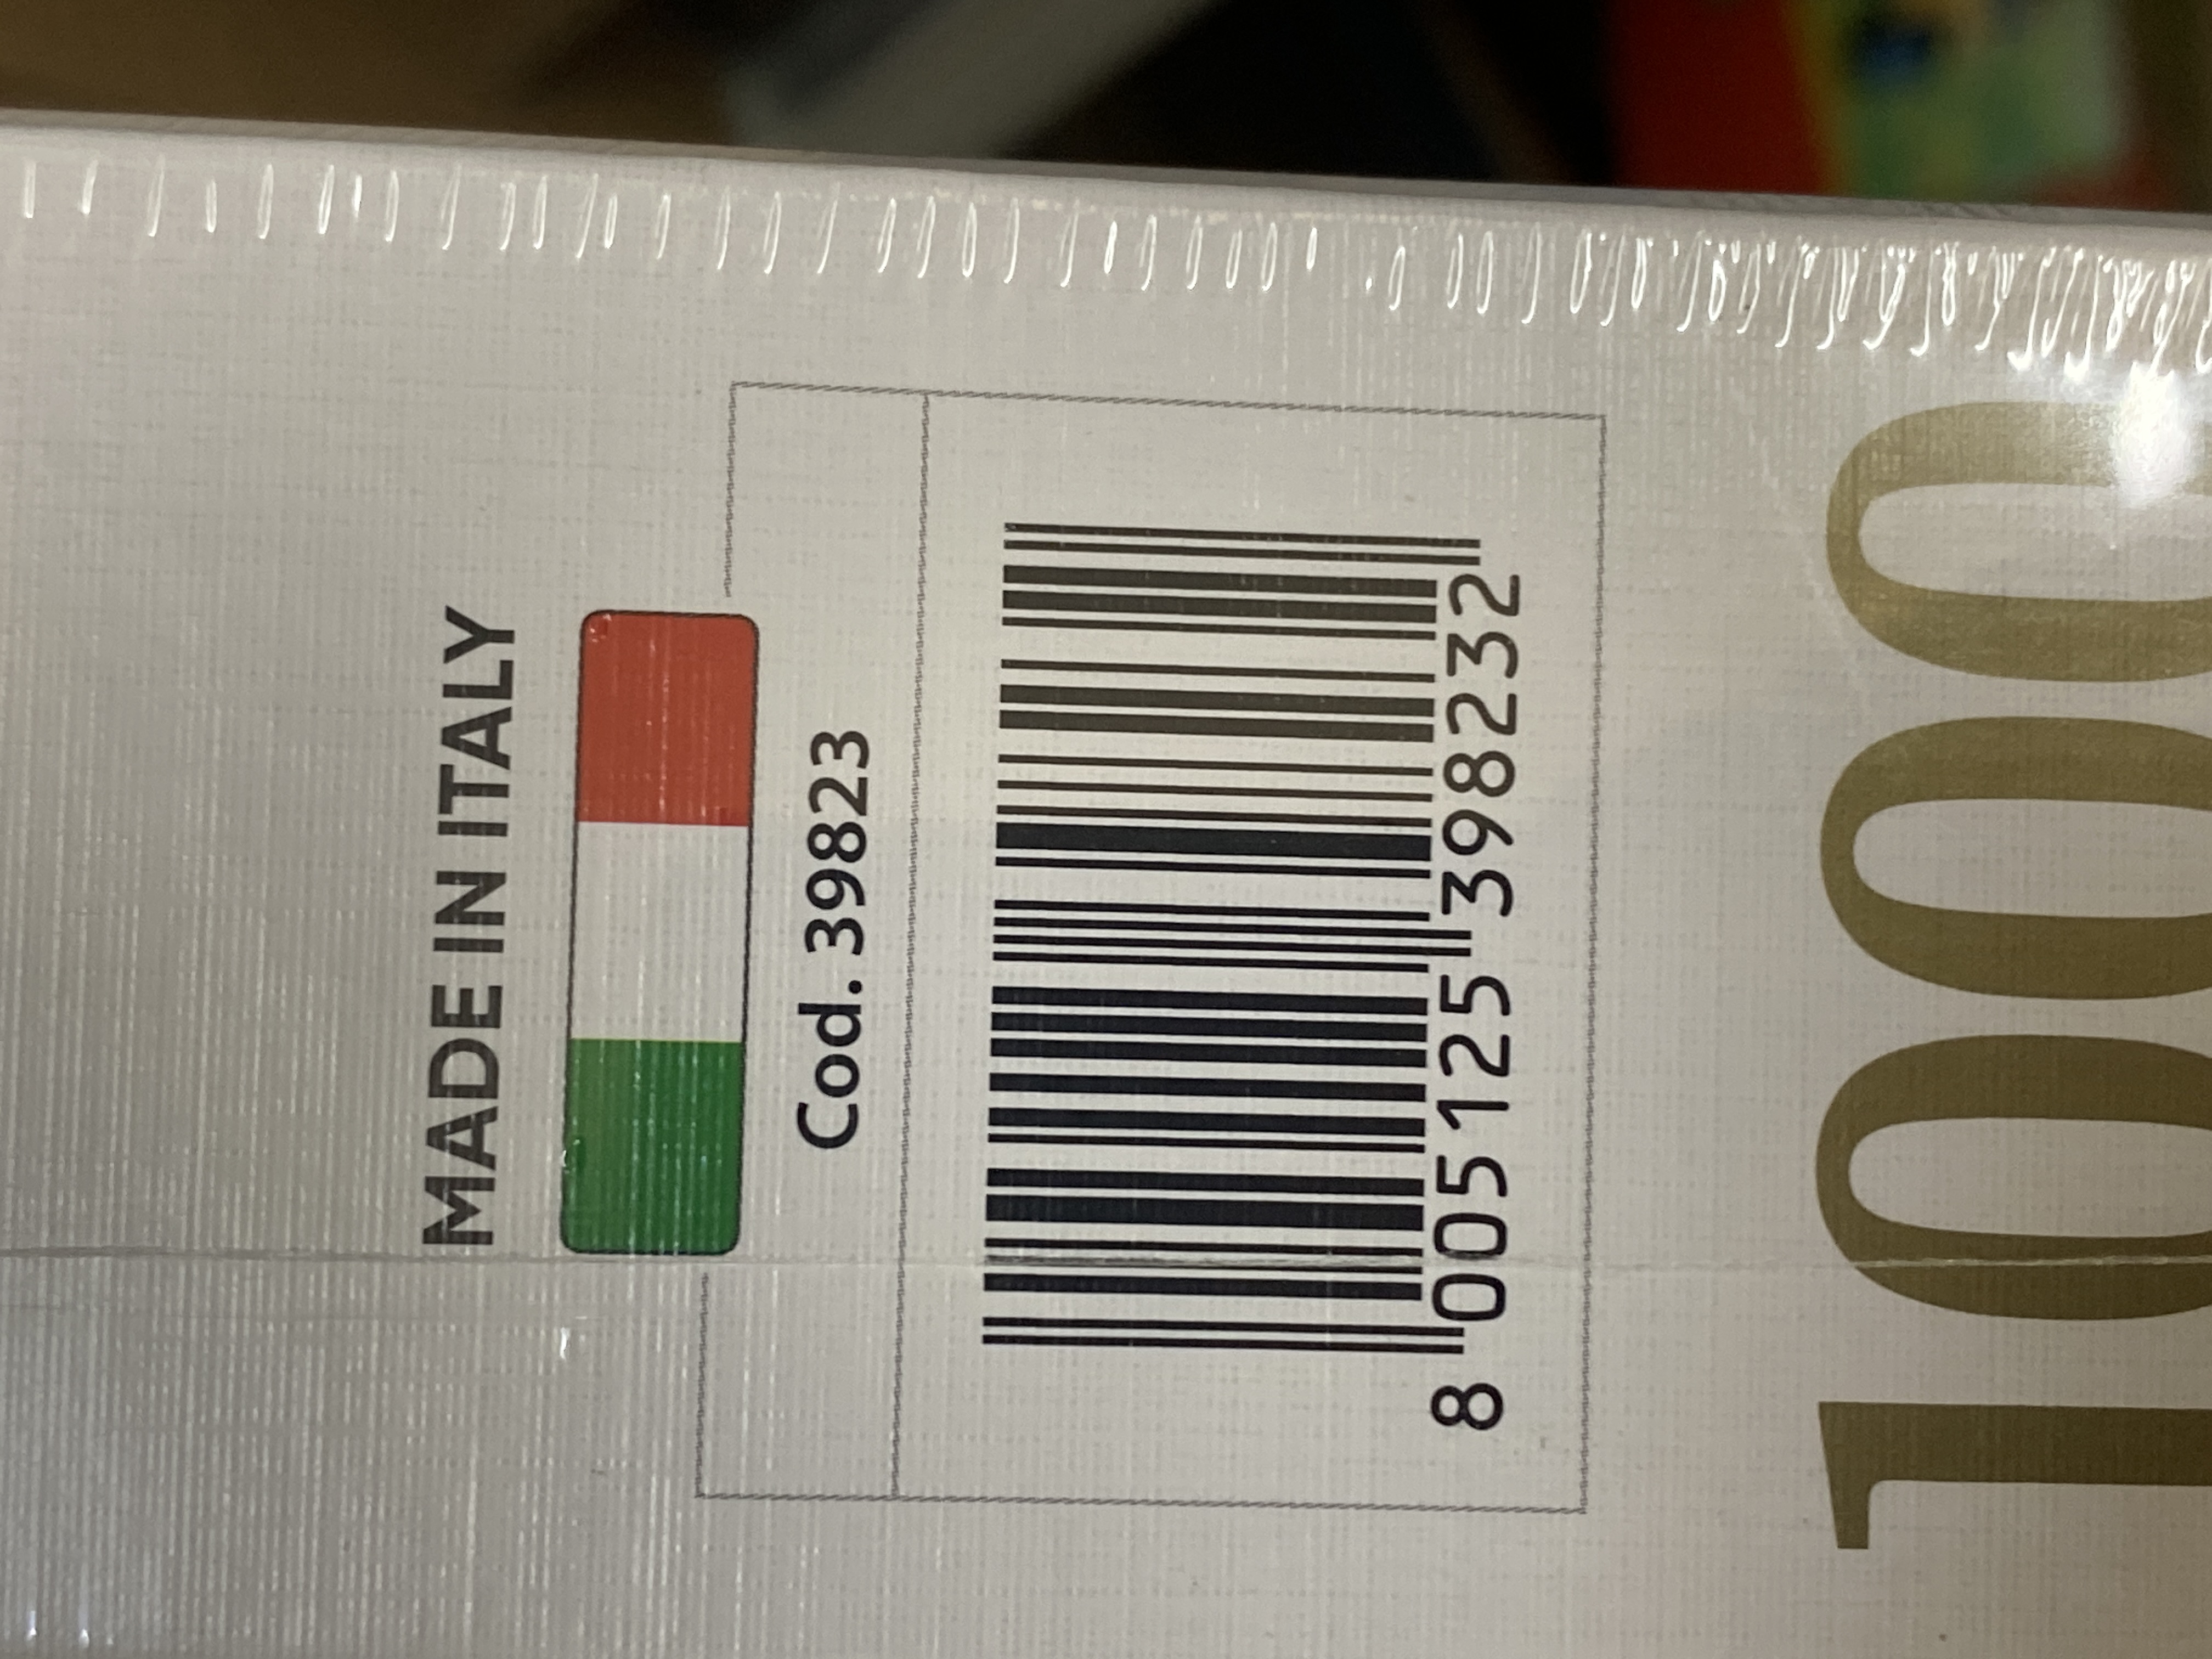 MADE IN ITALY
Cod. 39823
8 005125 398232
1000